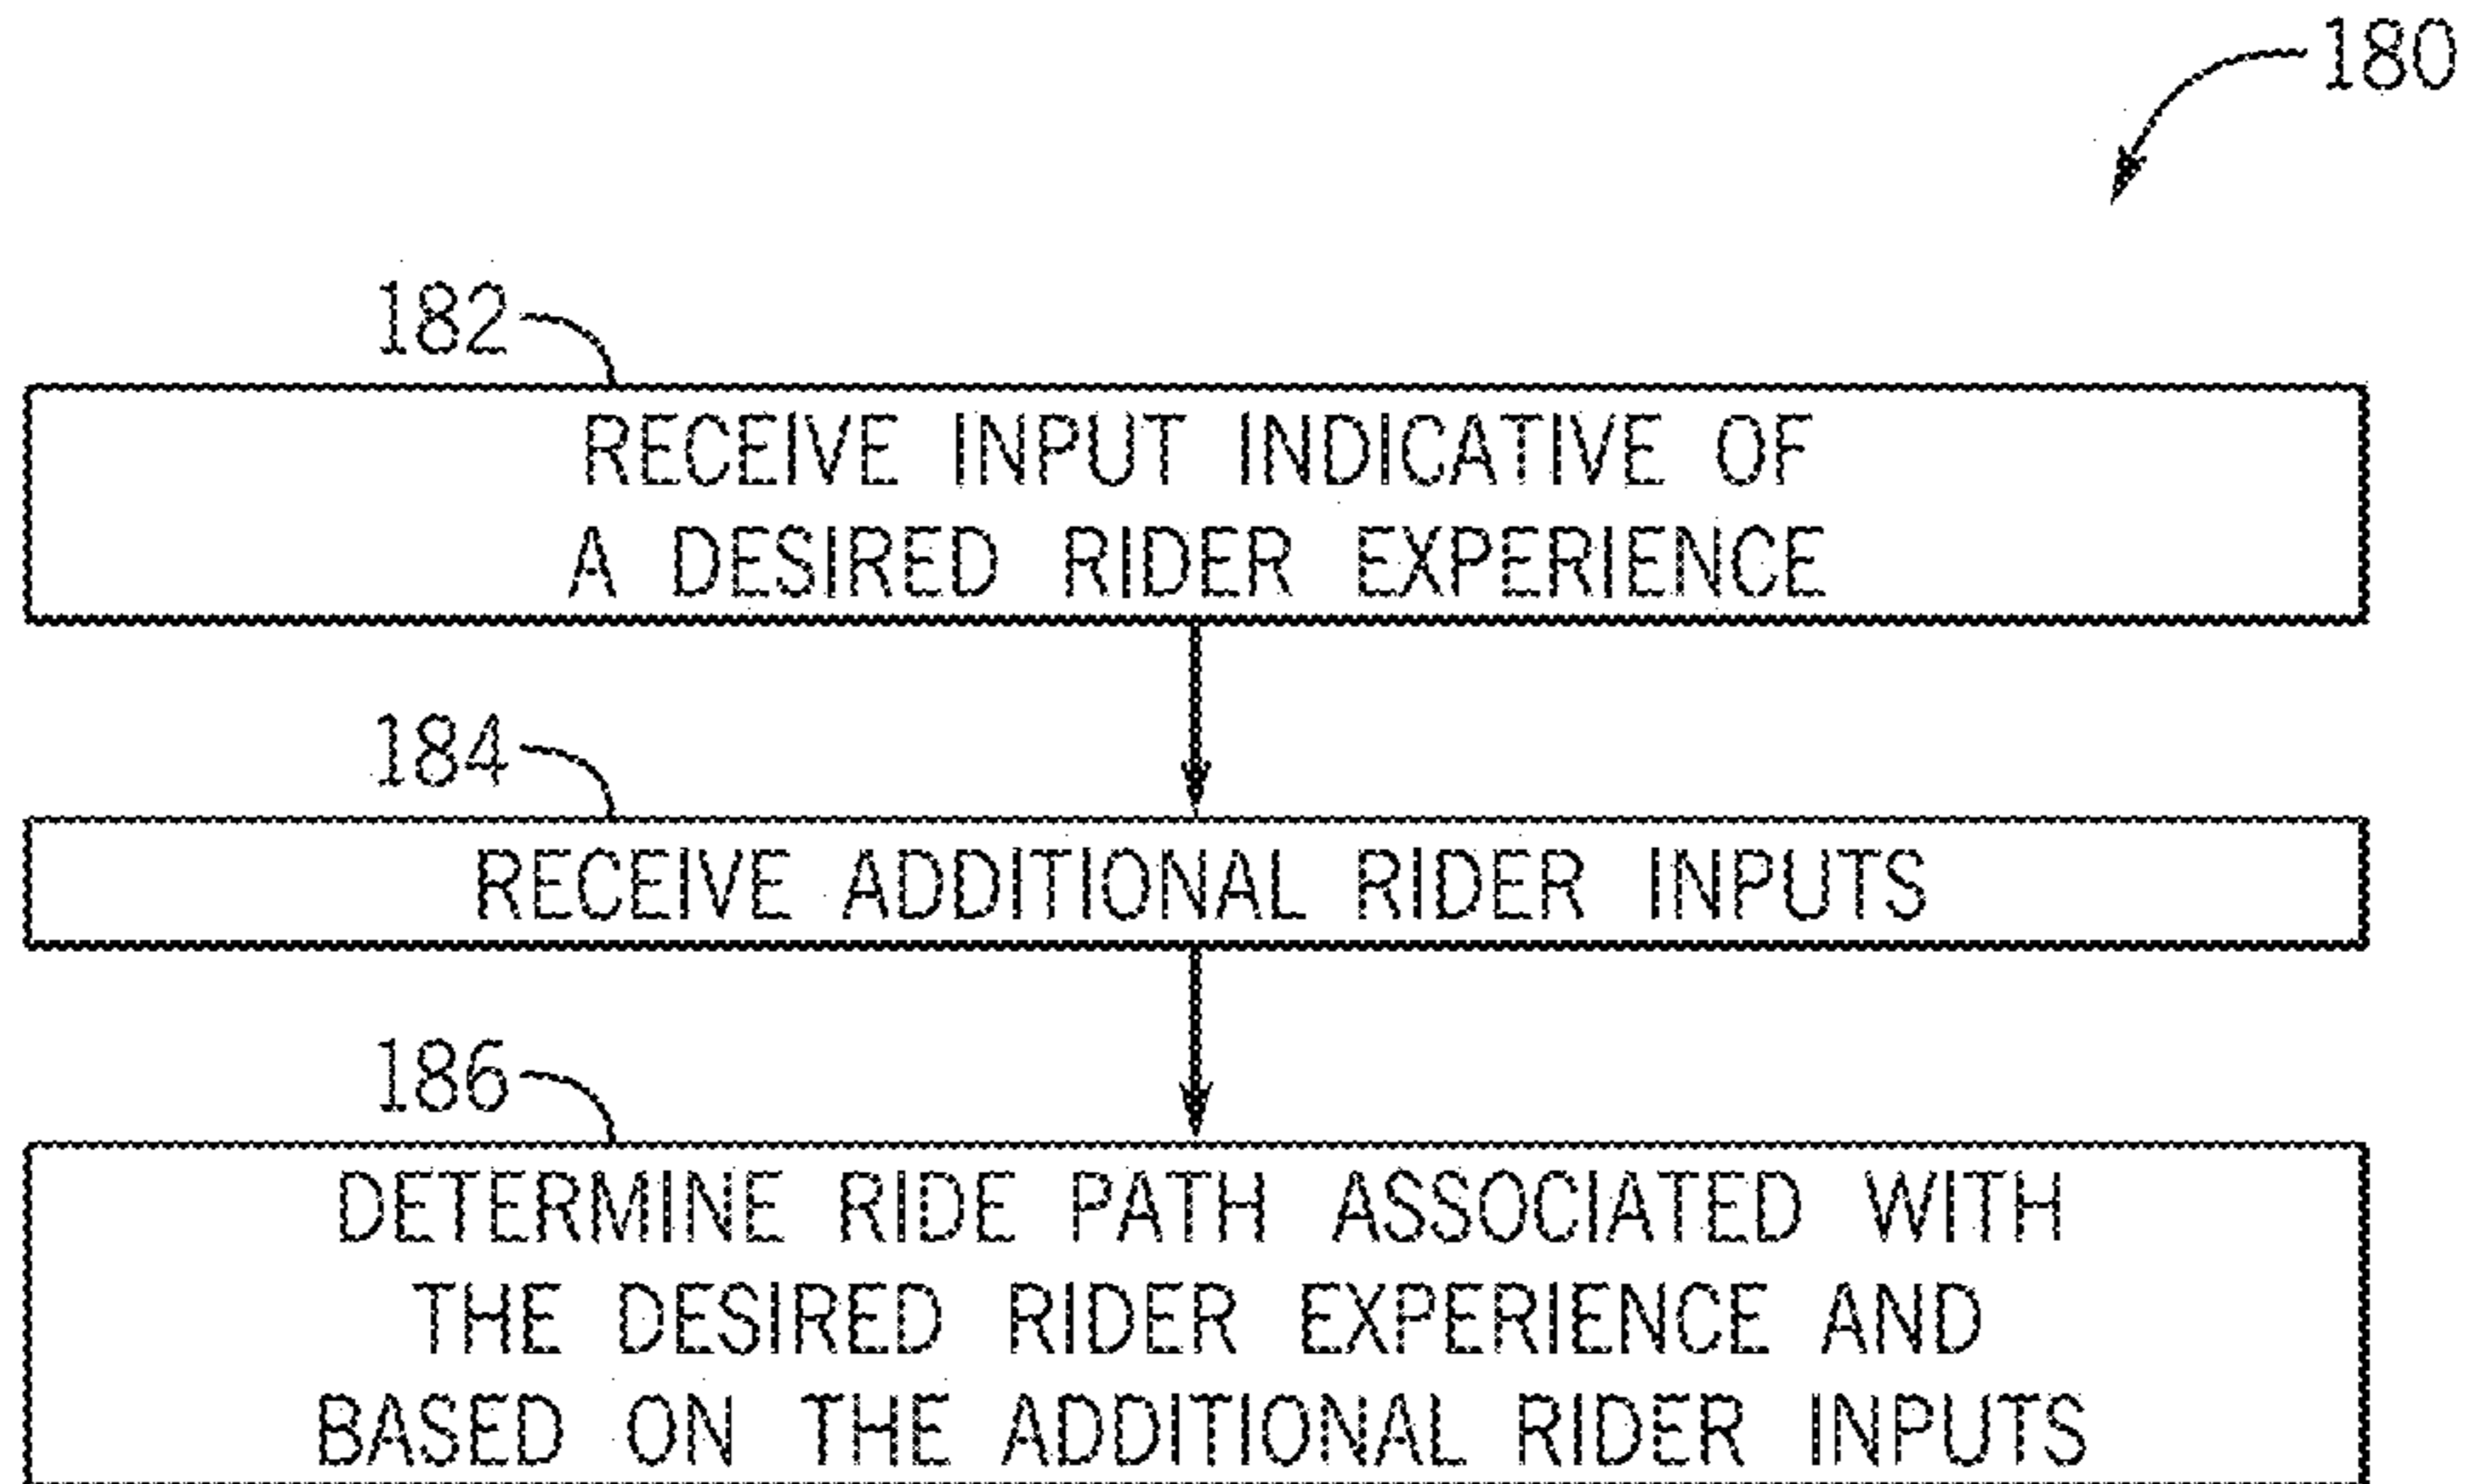 180
182
RECEIVE INPUT INDICATIVE OF
A DESIRED RIDER EXPERIENCE
184
RECEIVE ADDITIONAL RIDER INPUTS
186
DETERMINE RIDE PATH ASSOCIATED WITH
THE DESIRED RIDER EXPERIENCE AND
BASED ON THE ADDITIONAL RIDER INPUTS